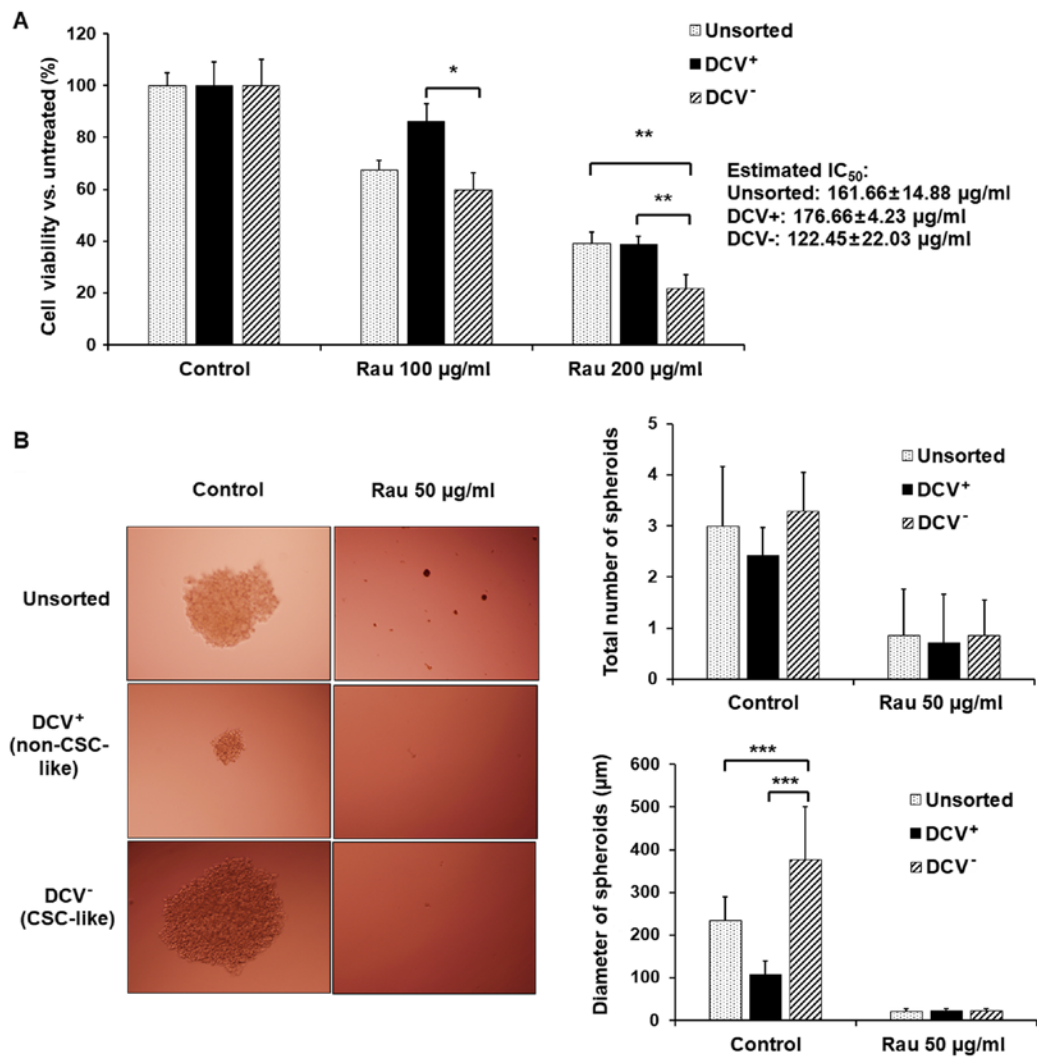 A
Cell viability vs. untreated (%)
120
100
80
60
40
20
0
Control
Rau 100 µg/ml
Rau 200 µg/ml
*
**
**
Unsorted
DCV+
DCV-
Estimated IC50:
Unsorted: 161.66±14.88 µg/ml
DCV+: 176.66±4.23 µg/ml
DCV-: 122.45±22.03 µg/ml
B
Control
Rau 50 µg/ml
Unsorted
DCV+
(non-CSC-
like)
DCV-
(CSC-like)
Total number of spheroids
5
4
3
2
1
0
Control
Rau 50 µg/ml
Unsorted
DCV+
DCV-
Diameter of spheroids (µm)
600
500
400
300
200
100
0
***
***
Control
Rau 50 µg/ml
Unsorted
DCV+
DCV-